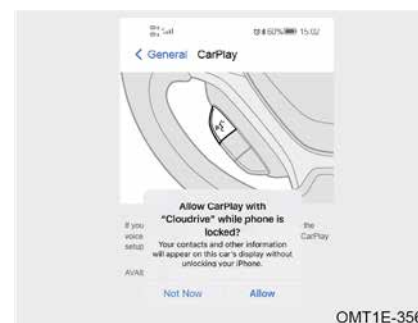 60% 15:02
General CarPlay
Allow CarPlay with
“Cloudrive” while phone is
locked?
If you the
voice CarPlay
setup
Your contacts and other information
will appear on this car's display without
unlocking your iPhone.
Not Now Allow
OMT1E-356